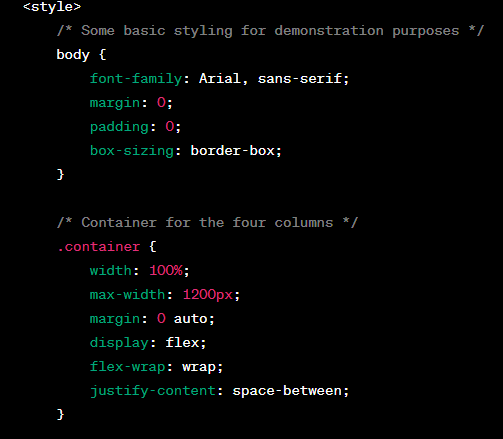 <style>
/* Some basic styling for demonstration purposes */
body {
font-family: Arial, sans-serif;
margin: 0;
padding: 0;
box-sizing: border-box;
}
/* Container for the four columns */
.container {
width: 100%;
max-width: 1200px;
margin: 0 auto;
display: flex;
flex-wrap: wrap;
justify-content: space-between;
}